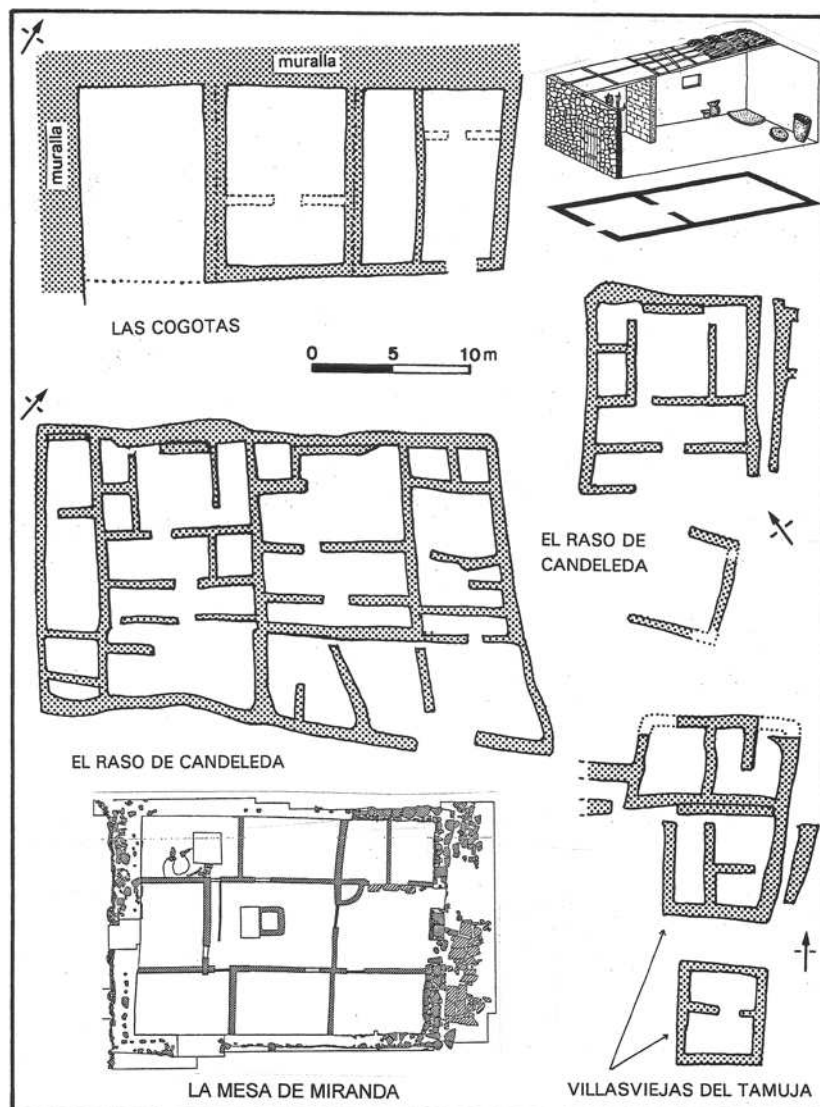 muralla
muralla
LAS COGOTAS
0 5 10 m
EL RASO DE
CANDELEDA
EL RASO DE CANDELEDA
LA MESA DE MIRANDA
VILLASVIEJAS DEL TAMUJA